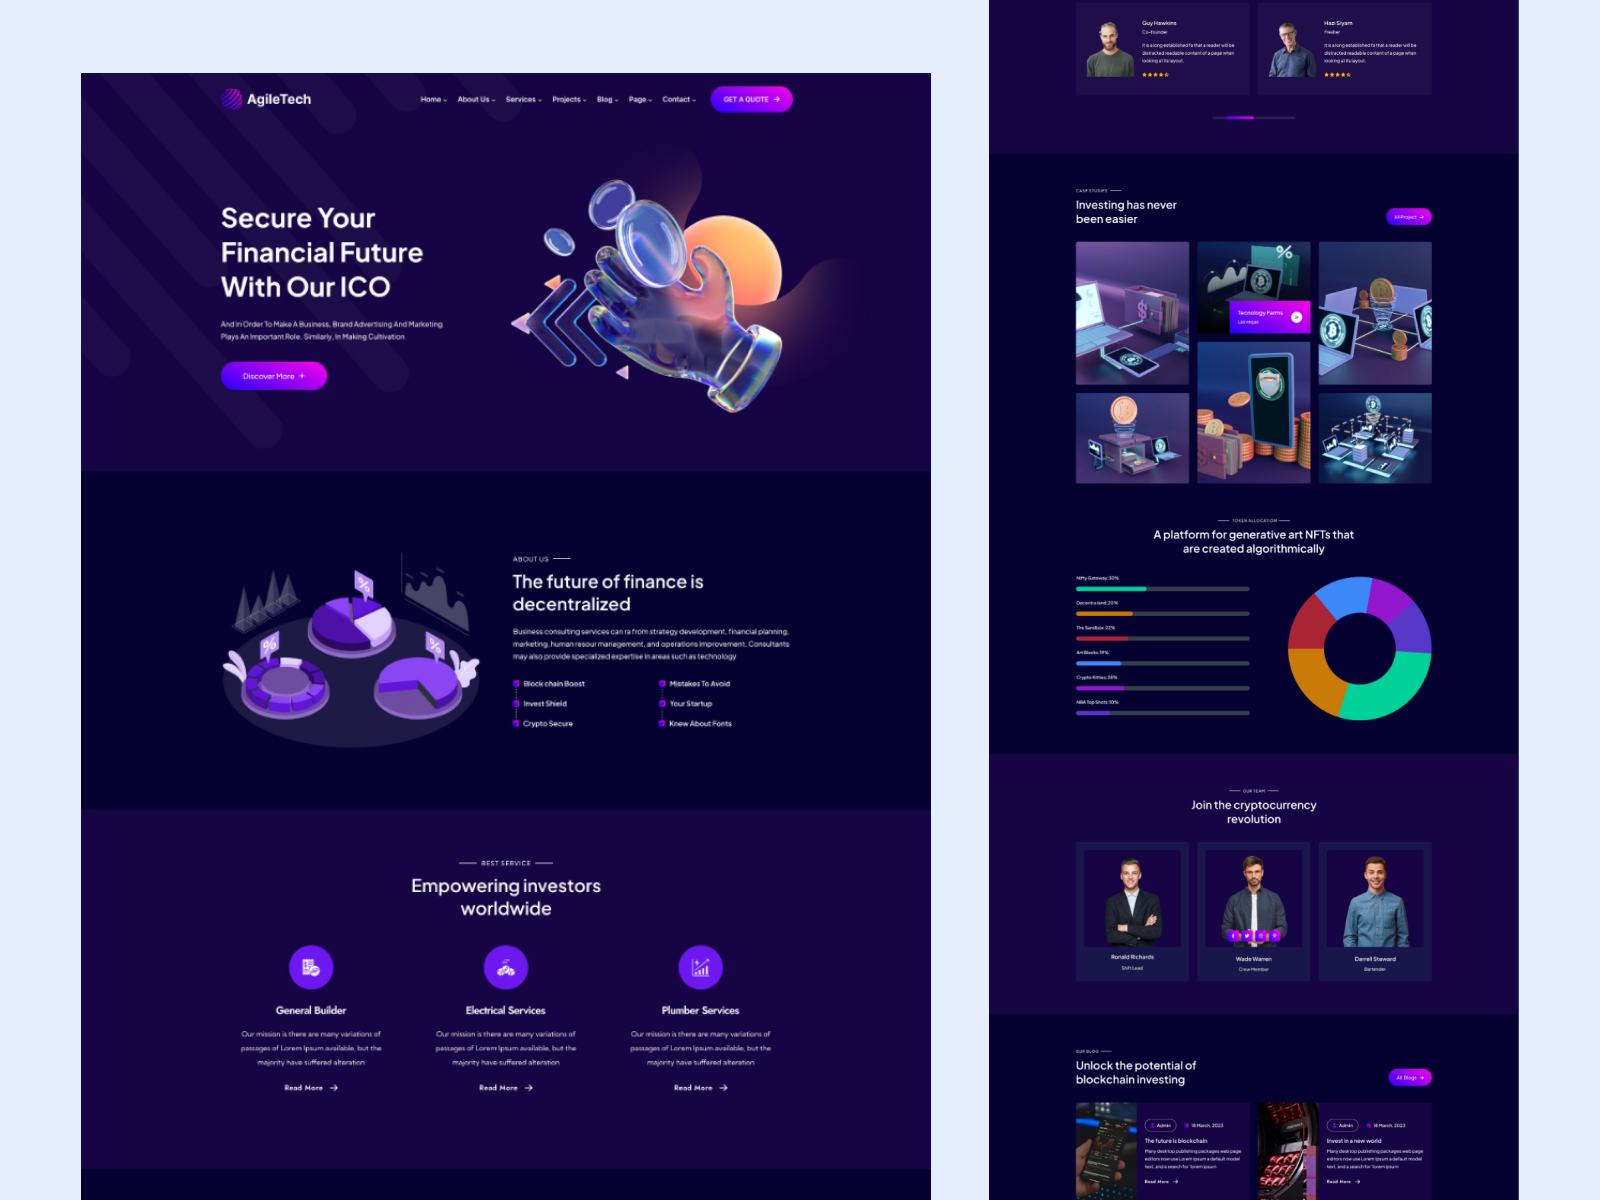 AgileTech
Home
About Us
Services
Projects
Blog
Page
Contact
GET A QUOTE
Secure Your
Financial Future
With Our ICO
And In Order To Make A Business, Brand Advertising And Marketing
Plays An Important Role. Similarly, In Making Cultivation
Discover More +
ABOUT US
The future of finance is
decentralized
Business consulting services can ra from strategy development, financial planning,
marketing, human resour management, and operations improvement. Consultants
may also provide specialized expertise in areas such as technology
Block chain Boost
Mistakes To Avoid
Invest Shield
Your Startup
Crypto Secure
Knew About Fonts
BEST SERVICE
Empowering investors
worldwide
General Builder
Electrical Services
Plumber Services
Our mission is there are many variations of
passages of Lorem Ipsum available, but the
majority have suffered alteration
Our mission is there are many variations of
passages of Lorem Ipsum available, but the
majority have suffered alteration
Our mission is there are many variations of
passages of Lorem Ipsum available, but the
majority have suffered alteration
Read More
Read More
Read More
Guy Hawkins
Co-founder
It is a long established fa that a reader will be
distracted readable content of a page when
looking at its layout.
Hazi Siyam
Fresher
It is a long established fa that a reader will be
distracted readable content of a page when
looking at its layout.
CASE STUDIES
Investing has never
been easier
All Project
Tecnology Farms
Las vegas
TOKEN ALLOCATION
A platform for generative art NFTs that
are created algorithmically
Nifty Gateway: 30%
Decentraland: 20%
The Sandbox: 22%
Art Blocks: 19%
Crypto Kitties: 28%
NBA Top Shots: 10%
OUR TEAM
Join the cryptocurrency
revolution
Ronald Richards
Shift Lead
Wade Warren
Crew Member
Darrell Steward
Bartender
OUR BLOG
Unlock the potential of
blockchain investing
All Blogs
Admin
18 March, 2023
The future is blockchain
Many desktop publishing packages web page
editors now use Lorem Ipsum a default model
text, and a search for 'lorem ipsum
Read More
Admin
18 March, 2023
Invest in a new world
Many desktop publishing packages web page
editors now use Lorem Ipsum a default model
text, and a search for 'lorem ipsum
Read More